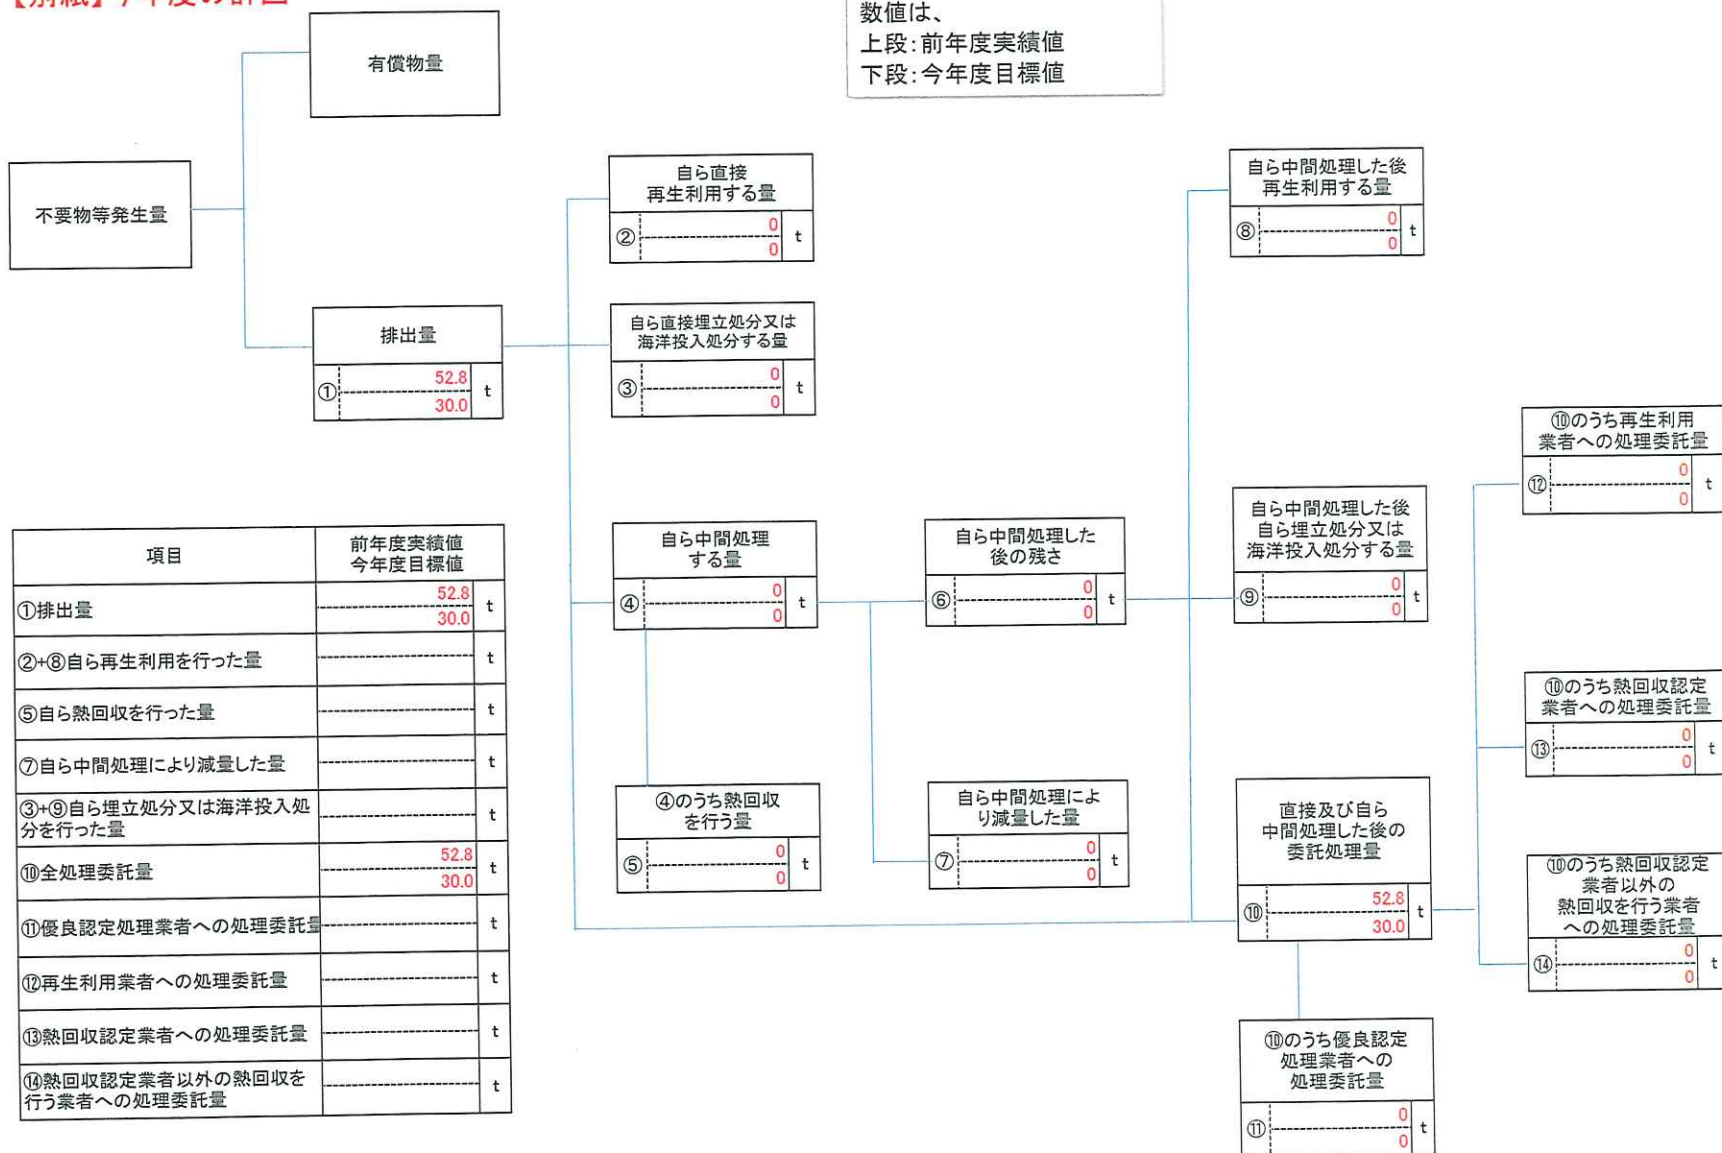 【別紙】今年度の計画
数値は、
上段:前年度実績値
下段:今年度目標値
有償物量
不要物等発生量
排出量
①
52.8
30.0
t
自ら直接
再生利用する量
②
0
0
t
自ら直接埋立処分又は
海洋投入処分する量
③
0
0
t
自ら中間処理
する量
④
0
0
t
④のうち熱回収
を行う量
⑤
0
0
t
自ら中間処理した
後の残さ
⑥
0
0
t
自ら中間処理によ
り減量した量
⑦
0
0
t
自ら中間処理した後
再生利用する量
⑧
0
0
t
自ら中間処理した後
自ら埋立処分又は
海洋投入処分する量
⑨
0
0
t
直接及び自ら
中間処理した後の
委託処理量
⑩
52.8
30.0
t
⑩のうち優良認定
処理業者への
処理委託量
⑪
0
0
t
⑩のうち再生利用
業者への処理委託量
⑫
0
0
t
⑩のうち熱回収認定
業者への処理委託量
⑬
0
0
t
⑩のうち熱回収認定
業者以外の
熱回収を行う業者
への処理委託量
⑭
0
0
t
項目
前年度実績値
今年度目標値
①排出量
52.8
30.0
t
②+⑧自ら再生利用を行った量
t
⑤自ら熱回収を行った量
t
⑦自ら中間処理により減量した量
t
③+⑨自ら埋立処分又は海洋投入処
分を行った量
t
⑩全処理委託量
52.8
30.0
t
⑪優良認定処理業者への処理委託量
t
⑫再生利用業者への処理委託量
t
⑬熱回収認定業者への処理委託量
t
⑭熱回収認定業者以外の熱回収を
行う業者への処理委託量
t